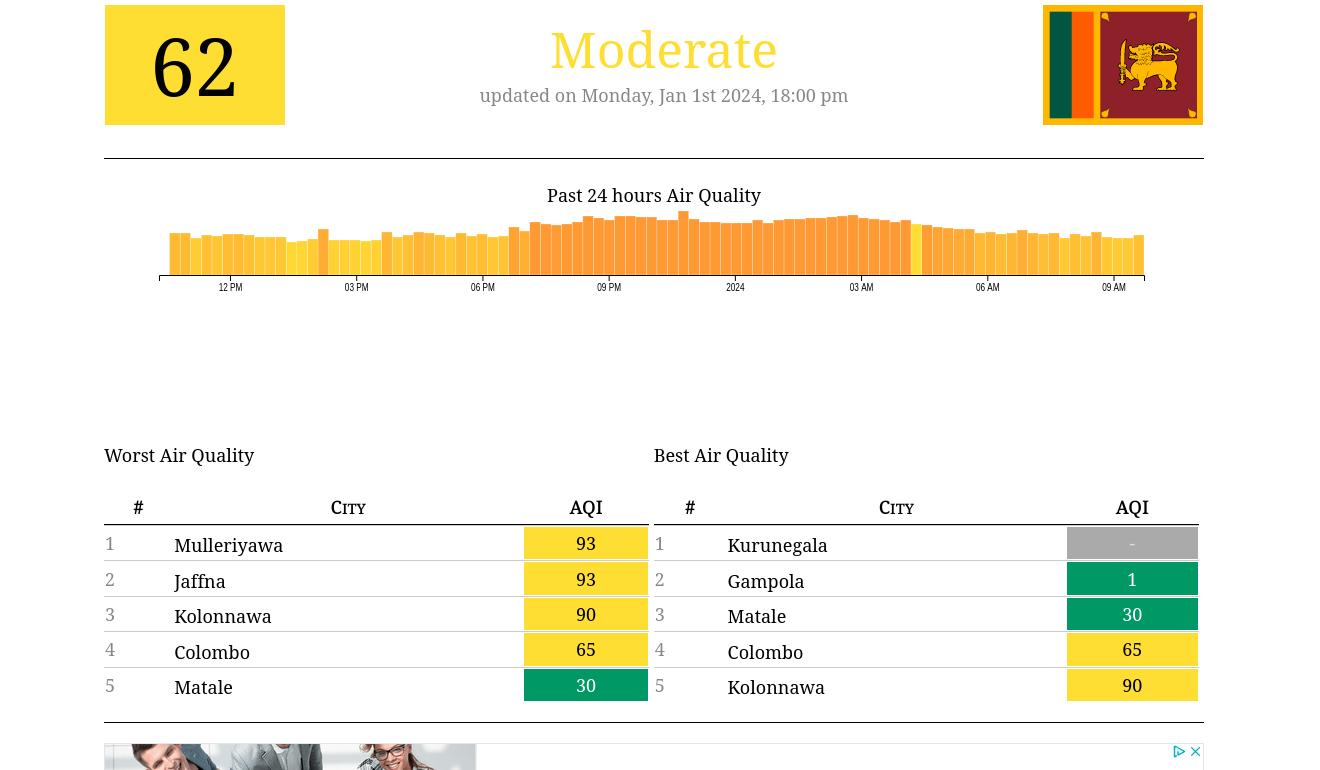 62
Moderate
updated on Monday, Jan 1st 2024, 18:00 pm
Past 24 hours Air Quality
12 PM 03 PM 06 PM 09 PM 2024 03 AM 06 AM 09 AM
Worst Air Quality
# City AQI
1 Mulleriyawa 93
2 Jaffna 93
3 Kolonnawa 90
4 Colombo 65
5 Matale 30
Best Air Quality
# City AQI
1 Kurunegala -
2 Gampola 1
3 Matale 30
4 Colombo 65
5 Kolonnawa 90